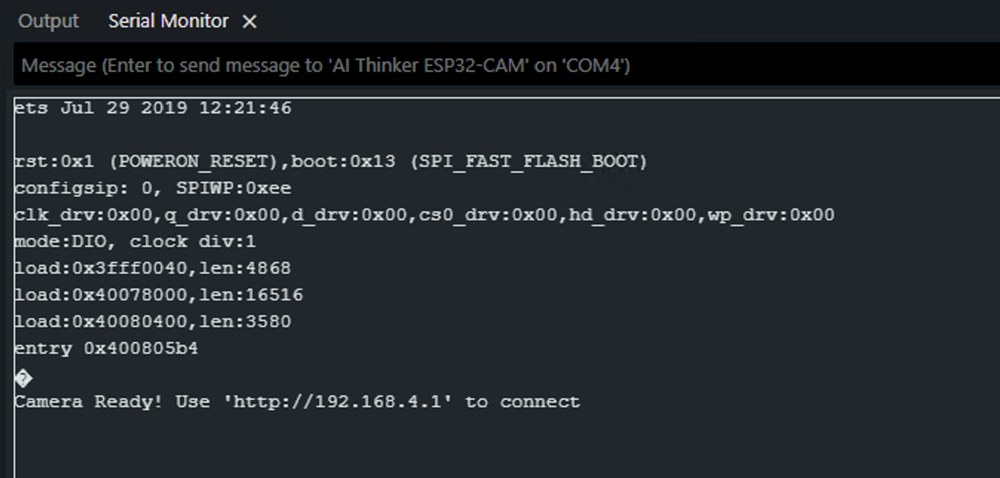 Output Serial Monitor ×
Message (Enter to send message to 'AI Thinker ESP32-CAM' on 'COM4')
ets Jul 29 2019 12:21:46
rst:0x1 (POWERON_RESET),boot:0x13 (SPI_FAST_FLASH_BOOT)
configsip: 0, SPIWP:0xee
clk_drv:0x00,q_drv:0x00,d_drv:0x00,cs0_drv:0x00,hd_drv:0x00,wp_drv:0x00
mode:DIO, clock div:1
load:0x3fff0040,len:4868
load:0x40078000,len:16516
load:0x40080400,len:3580
entry 0x400805b4
�
Camera Ready! Use 'http://192.168.4.1' to connect